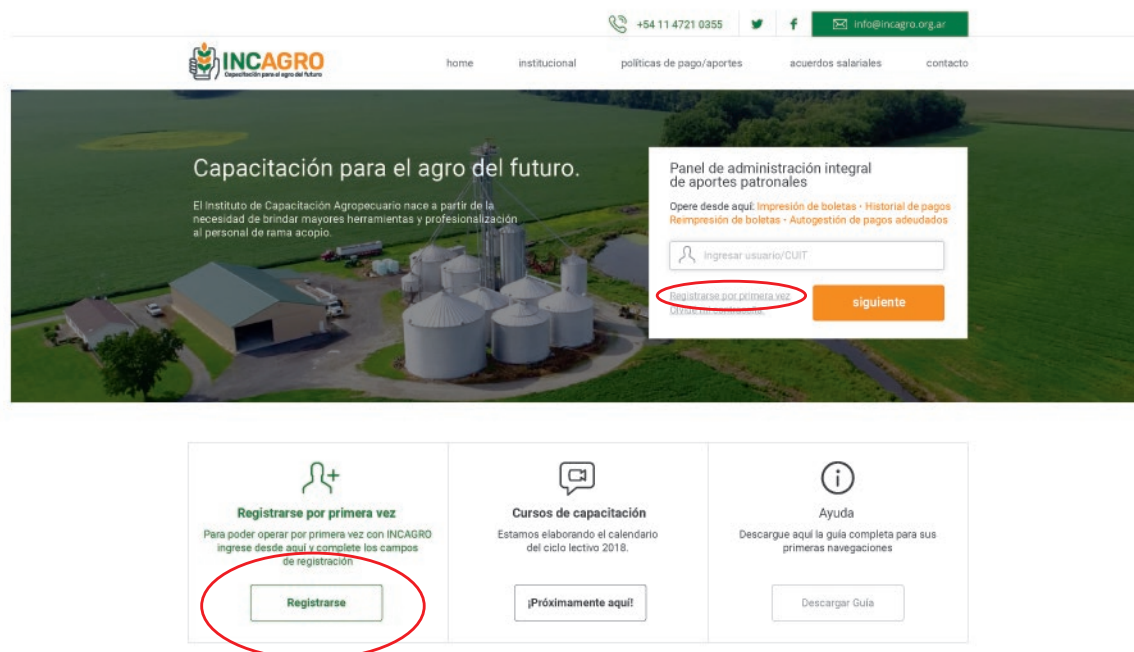 +54 11 4721 0355
info@incagro.org.ar
INCAGRO
Capacitación para el agro del futuro
home institucional políticas de pago/aportes acuerdos salariales contacto
Capacitación para el agro del futuro.
El Instituto de Capacitación Agropecuario nace a partir de la
necesidad de brindar mayores herramientas y profesionalización
al personal de rama acopio.
Panel de administración integral
de aportes patronales
Opere desde aquí: Impresión de boletas - Historial de pagos
Reimpresión de boletas - Autogestión de pagos adeudados
Ingresar usuario/CUIT
Registrarse por primera vez
siguiente
Registrarse por primera vez
Para poder operar por primera vez con INCAGRO
ingrese desde aquí y complete los campos
de registración
Registrarse
Cursos de capacitación
Estamos elaborando el calendario
del ciclo lectivo 2018.
¡Próximamente aquí!
Ayuda
Descargue aquí la guía completa para sus
primeras navegaciones
Descargar Guía